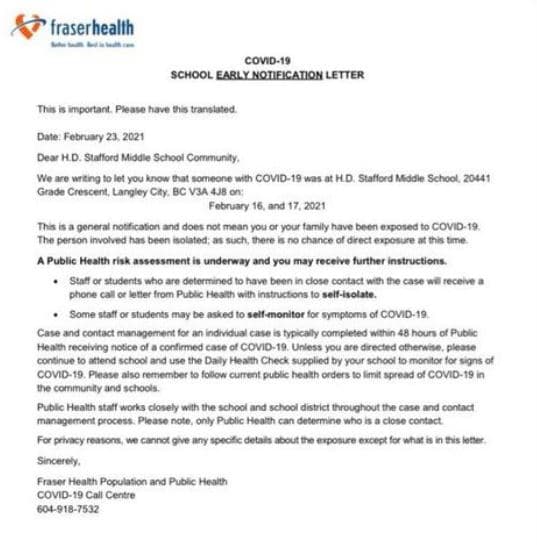 fraserhealth
Better health. Best in health care.
COVID-19
SCHOOL EARLY NOTIFICATION LETTER
This is important. Please have this translated.
Date: February 23, 2021
Dear H.D. Stafford Middle School Community,
We are writing to let you know that someone with COVID-19 was at H.D. Stafford Middle School, 20441
Grade Crescent, Langley City, BC V3A 4J8 on:
February 16, and 17, 2021
This is a general notification and does not mean you or your family have been exposed to COVID-19.
The person involved has been isolated; as such, there is no chance of direct exposure at this time.
A Public Health risk assessment is underway and you may receive further instructions.
• Staff or students who are determined to have been in close contact with the case will receive a
phone call or letter from Public Health with instructions to self-isolate.
• Some staff or students may be asked to self-monitor for symptoms of COVID-19.
Case and contact management for an individual case is typically completed within 48 hours of Public
Health receiving notice of a confirmed case of COVID-19. Unless you are directed otherwise, please
continue to attend school and use the Daily Health Check supplied by your school to monitor for signs of
COVID-19. Please also remember to follow current public health orders to limit spread of COVID-19 in
the community and schools.
Public Health staff works closely with the school and school district throughout the case and contact
management process. Please note, only Public Health can determine who is a close contact.
For privacy reasons, we cannot give any specific details about the exposure except for what is in this letter.
Sincerely,
Fraser Health Population and Public Health
COVID-19 Call Centre
604-918-7532